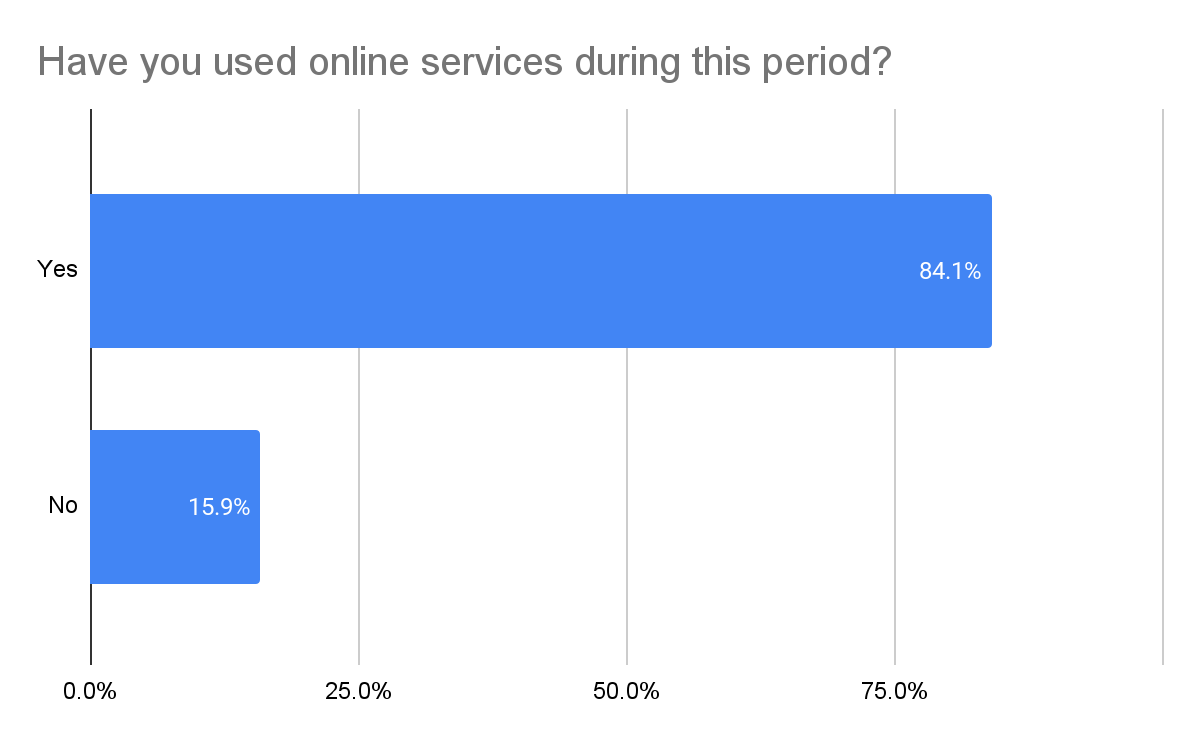 Have you used online services during this period?
Yes
84.1%
No
15.9%
0.0% 25.0% 50.0% 75.0%